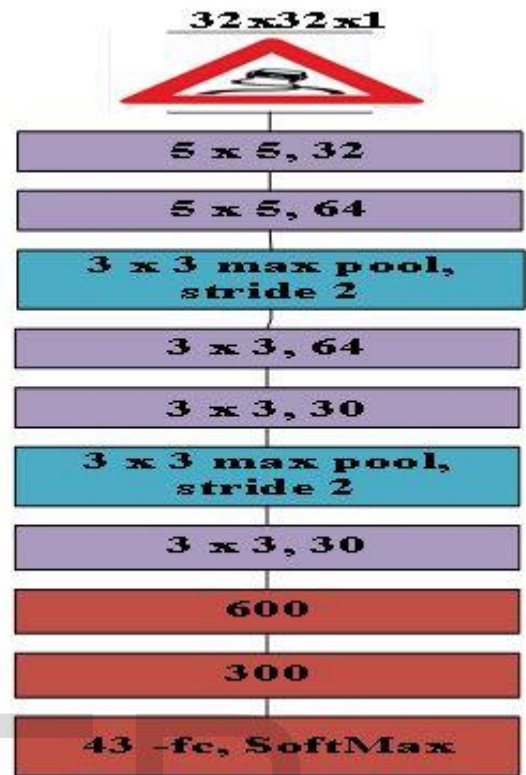 32x32x1
5 x 5, 32
5 x 5, 64
3 x 3 max pool,
stride 2
3 x 3, 64
3 x 3, 30
3 x 3 max pool,
stride 2
3 x 3, 30
600
300
43 -fc, SoftMax